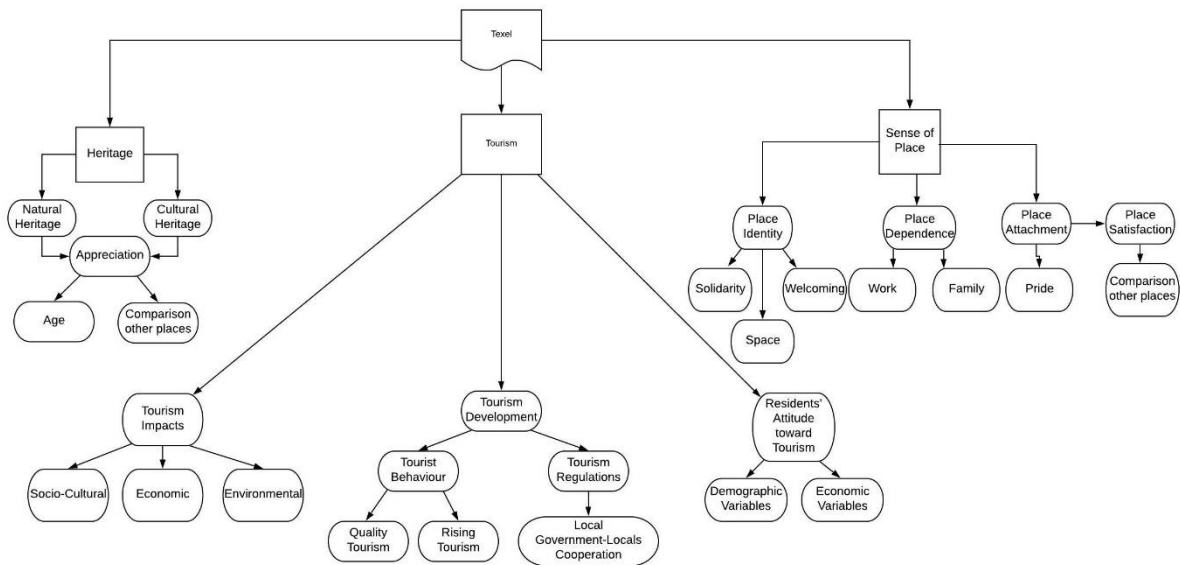 Texel
Heritage
Tourism
Sense of
Place
Natural
Heritage
Cultural
Heritage
Appreciation
Age
Comparison
other places
Place
Identity
Place
Dependence
Place
Attachment
Place
Satisfaction
Solidarity
Welcoming
Space
Work
Family
Pride
Comparison
other places
Tourism
Impacts
Socio-Cultural
Economic
Environmental
Tourism
Development
Tourist
Behaviour
Tourism
Regulations
Quality
Tourism
Rising
Tourism
Local
Government-Locals
Cooperation
Residents'
Attitude
toward
Tourism
Demographic
Variables
Economic
Variables